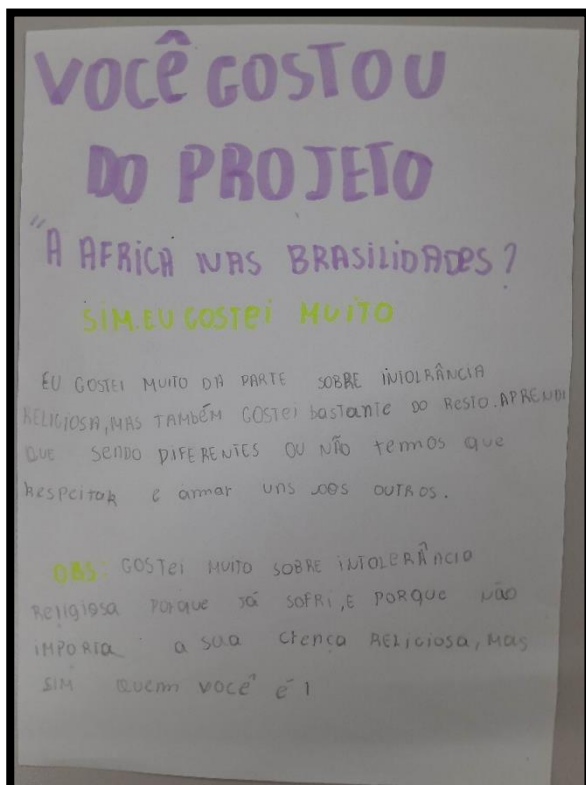 VOCÊ GOSTOU
DO PROJETO
"A AFRICA NAS BRASILIDADES?
SIM.EU GOSTEI MUITO
EU GOSTEI MUITO DA PARTE SOBRE INTOLRÂNCIA
RELIGIOSA, MAS TAMBÉM GOSTEI bASTANTE DO RESTO. APRENDI
QUE SENDO DIFERENTES OU NÃO temos que
RespeitaR e amar uns aos OUTROS.
OBS: GOSTei MUITO SOBRE INTOLERÂNCIO
ReligIosa Porque JÁ SOFRI, E PORQUE NÃO
iMPORTA a sua crença ReLiGiosa, mas
SIM Quem você é!